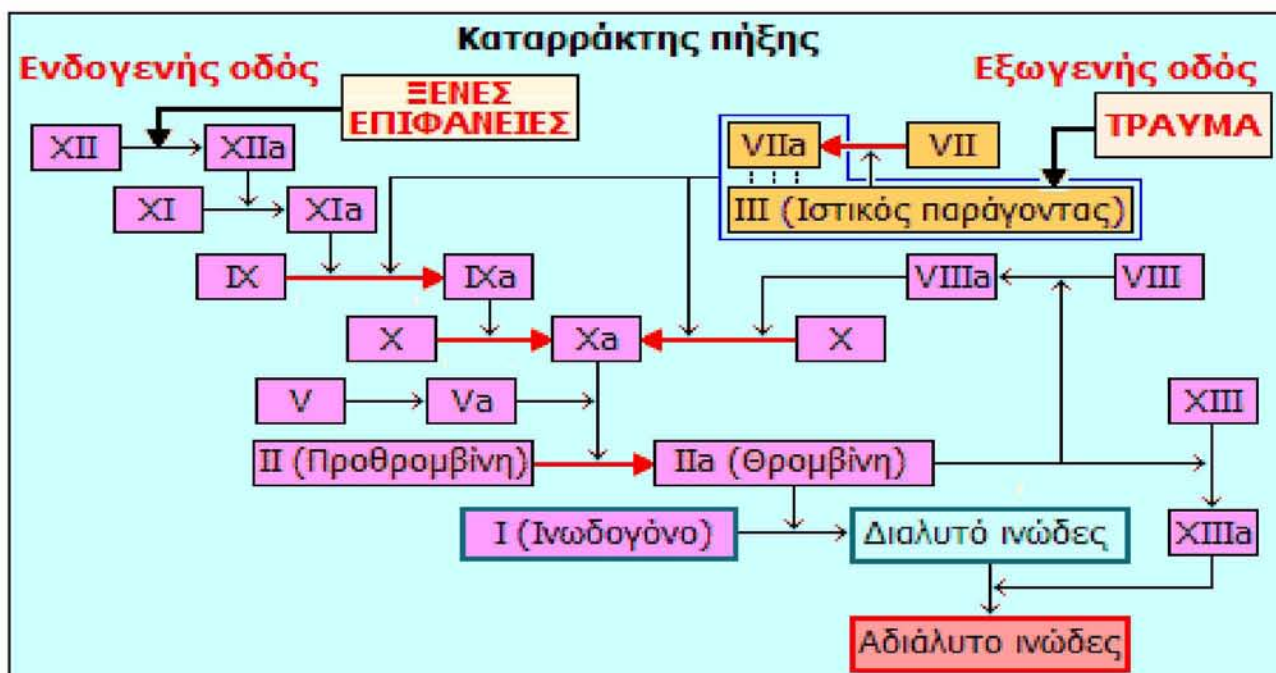 Καταρράκτης πήξης
Ενδογενής οδός
Εξωγενής οδός
ΞΕΝΕΣ
ΕΠΙΦΑΝΕΙΕΣ
ΤΡΑΥΜΑ
XII
XIIa
VIIa
VII
XI
XIa
III (Ιστικός παράγοντας)
IX
IXa
VIIIa
VIII
X
Xa
X
V
Va
XIII
II (Προθρομβίνη)
IIa (Θρομβίνη)
I (Ινωδογόνο)
Διαλυτό ινώδες
XIIIa
Αδιάλυτο ινώδες